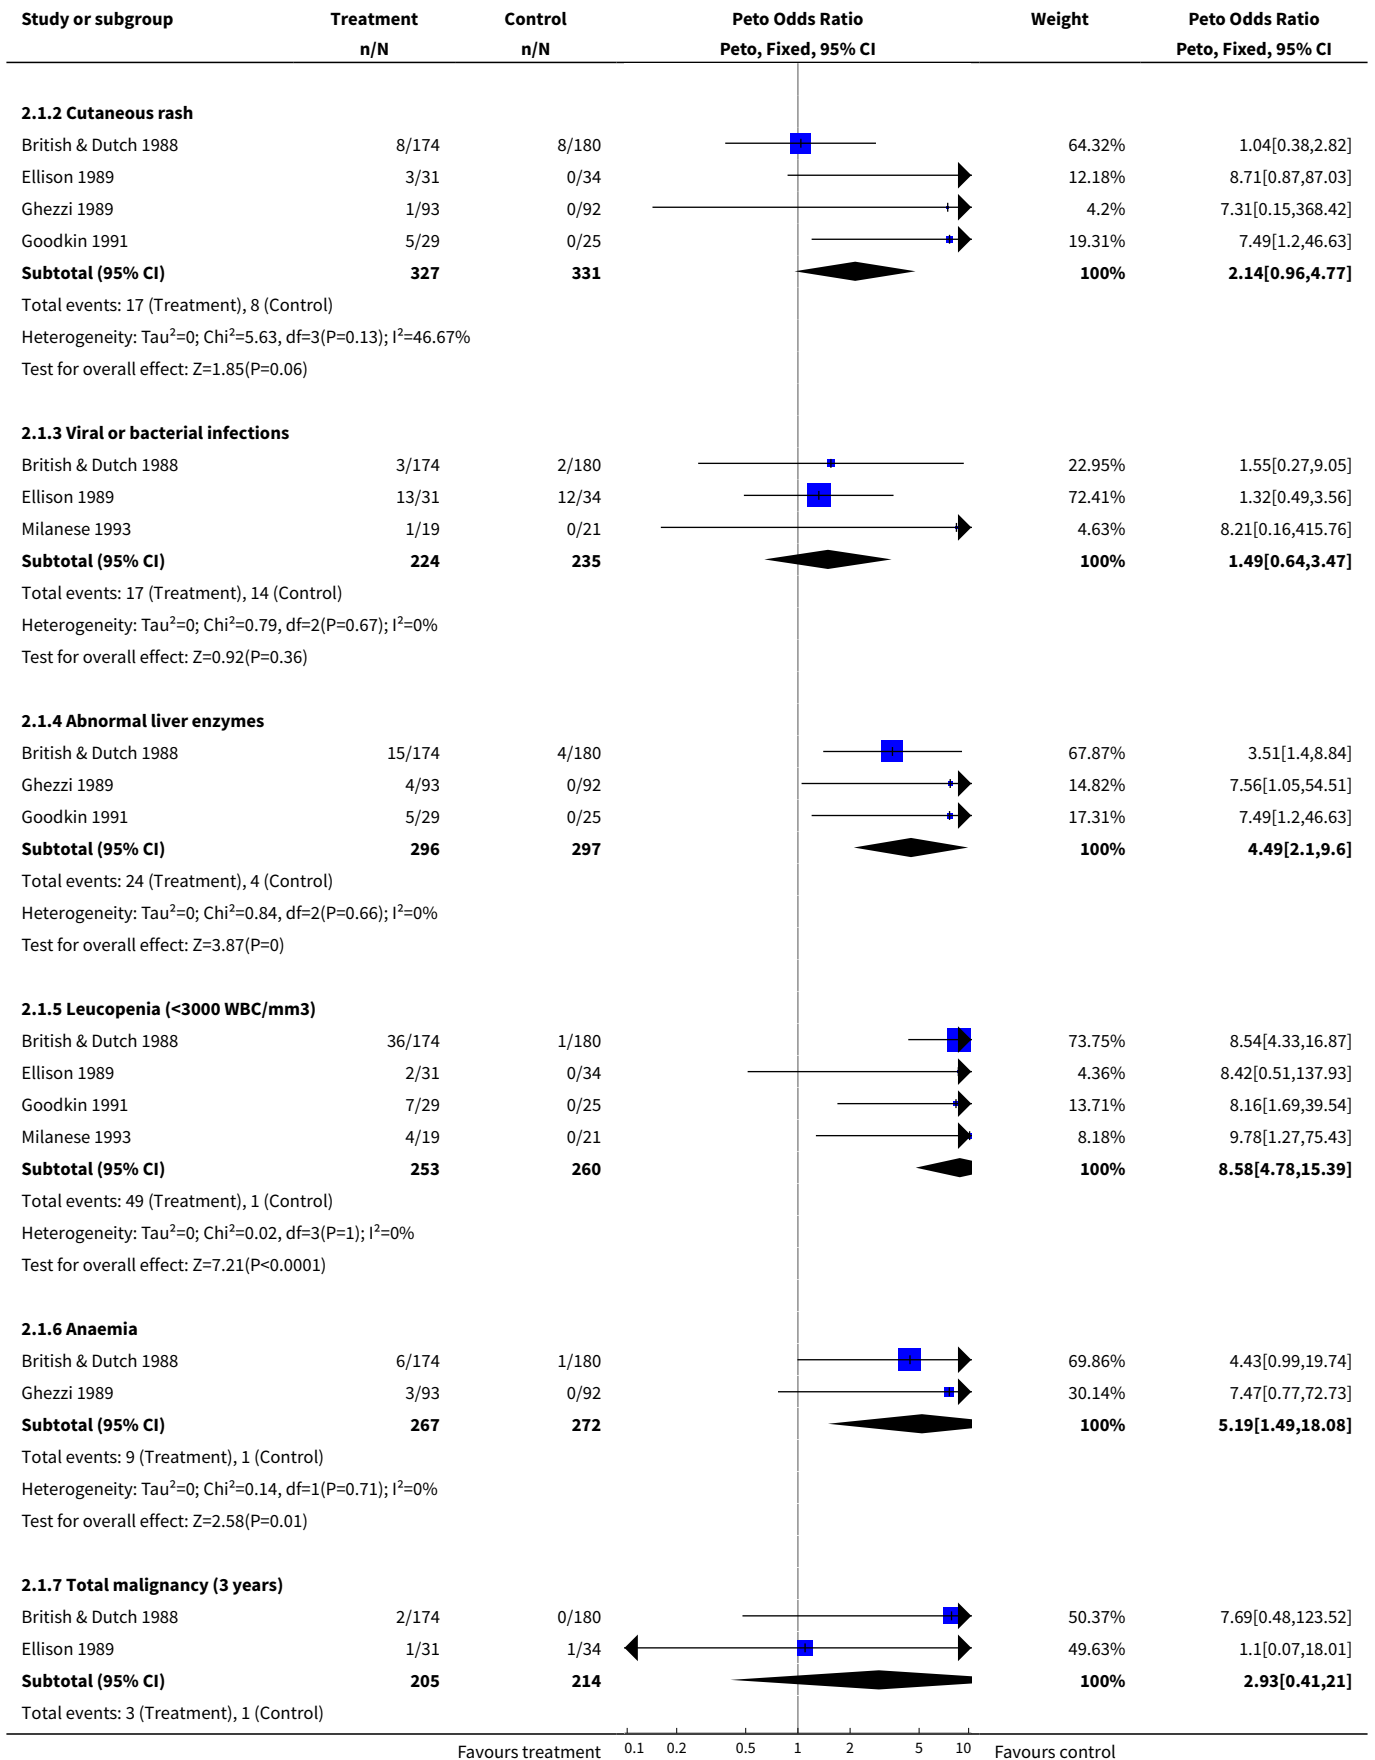 Study or subgroup Treatment Control Peto Odds Ratio Weight Peto Odds Ratio
n/N n/N Peto, Fixed, 95% CI Peto, Fixed, 95% CI
2.1.2 Cutaneous rash
British & Dutch 1988 8/174 8/180 64.32% 1.04[0.38,2.82]
Ellison 1989 3/31 0/34 12.18% 8.71[0.87,87.03]
Ghezzi 1989 1/93 0/92 4.2% 7.31[0.15,368.42]
Goodkin 1991 5/29 0/25 19.31% 7.49[1.2,46.63]
Subtotal (95% CI) 327 331 100% 2.14[0.96,4.77]
Total events: 17 (Treatment), 8 (Control)
Heterogeneity: Tau²=0; Chi²=5.63, df=3(P=0.13); I²=46.67%
Test for overall effect: Z=1.85(P=0.06)
2.1.3 Viral or bacterial infections
British & Dutch 1988 3/174 2/180 22.95% 1.55[0.27,9.05]
Ellison 1989 13/31 12/34 72.41% 1.32[0.49,3.56]
Milanese 1993 1/19 0/21 4.63% 8.21[0.16,415.76]
Subtotal (95% CI) 224 235 100% 1.49[0.64,3.47]
Total events: 17 (Treatment), 14 (Control)
Heterogeneity: Tau²=0; Chi²=0.79, df=2(P=0.67); I²=0%
Test for overall effect: Z=0.92(P=0.36)
2.1.4 Abnormal liver enzymes
British & Dutch 1988 15/174 4/180 67.87% 3.51[1.4,8.84]
Ghezzi 1989 4/93 0/92 14.82% 7.56[1.05,54.51]
Goodkin 1991 5/29 0/25 17.31% 7.49[1.2,46.63]
Subtotal (95% CI) 296 297 100% 4.49[2.1,9.6]
Total events: 24 (Treatment), 4 (Control)
Heterogeneity: Tau²=0; Chi²=0.84, df=2(P=0.66); I²=0%
Test for overall effect: Z=3.87(P=0)
2.1.5 Leucopenia (<3000 WBC/mm3)
British & Dutch 1988 36/174 1/180 73.75% 8.54[4.33,16.87]
Ellison 1989 2/31 0/34 4.36% 8.42[0.51,137.93]
Goodkin 1991 7/29 0/25 13.71% 8.16[1.69,39.54]
Milanese 1993 4/19 0/21 8.18% 9.78[1.27,75.43]
Subtotal (95% CI) 253 260 100% 8.58[4.78,15.39]
Total events: 49 (Treatment), 1 (Control)
Heterogeneity: Tau²=0; Chi²=0.02, df=3(P=1); I²=0%
Test for overall effect: Z=7.21(P<0.0001)
2.1.6 Anaemia
British & Dutch 1988 6/174 1/180 69.86% 4.43[0.99,19.74]
Ghezzi 1989 3/93 0/92 30.14% 7.47[0.77,72.73]
Subtotal (95% CI) 267 272 100% 5.19[1.49,18.08]
Total events: 9 (Treatment), 1 (Control)
Heterogeneity: Tau²=0; Chi²=0.14, df=1(P=0.71); I²=0%
Test for overall effect: Z=2.58(P=0.01)
2.1.7 Total malignancy (3 years)
British & Dutch 1988 2/174 0/180 50.37% 7.69[0.48,123.52]
Ellison 1989 1/31 1/34 49.63% 1.1[0.07,18.01]
Subtotal (95% CI) 205 214 100% 2.93[0.41,21]
Total events: 3 (Treatment), 1 (Control)
Favours treatment 0.1 0.2 0.5 1 2 5 10 Favours control